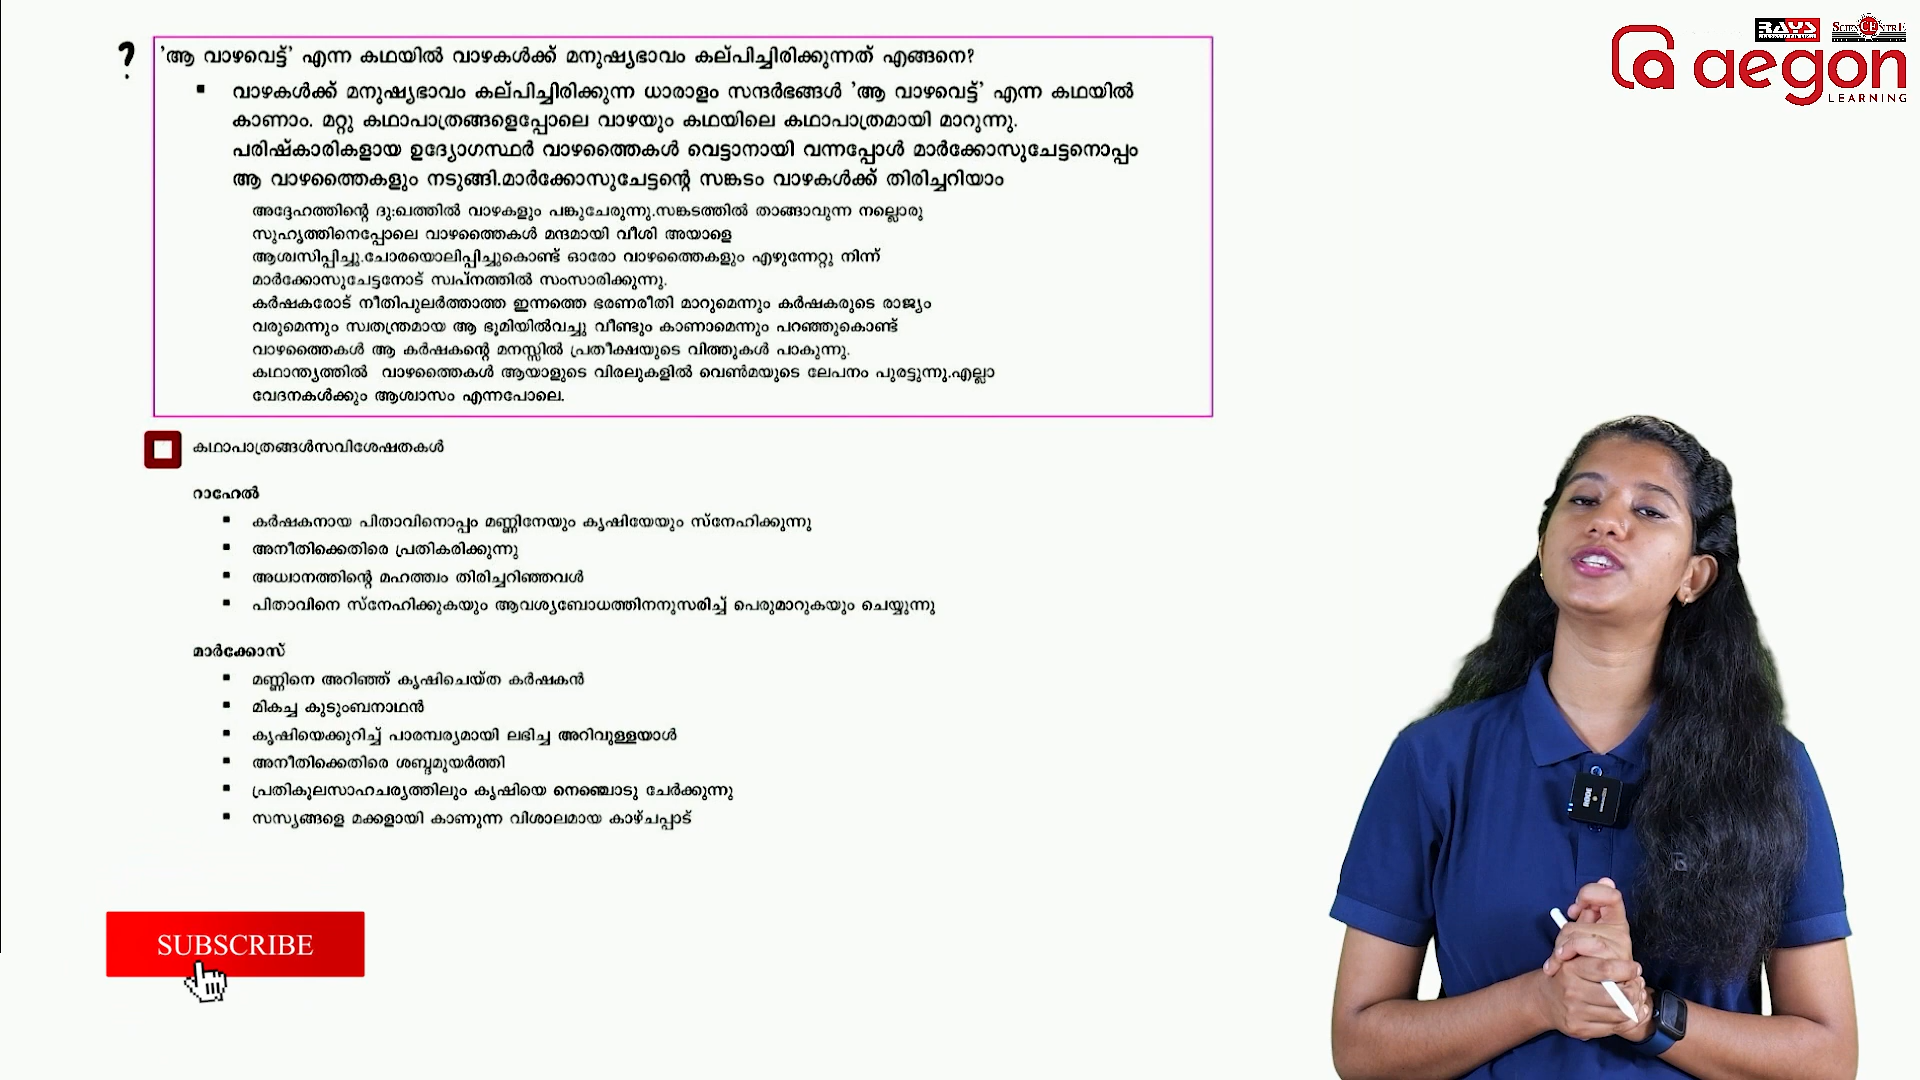 RAYS
SCIENCENTRE
aegon
LEARNING
?
'ആ വാഴവെട്ട്' എന്ന കഥയിൽ വാഴകൾക്ക് മനുഷ്യഭാവം കല്പിച്ചിരിക്കുന്നത് എങ്ങനെ?
വാഴകൾക്ക് മനുഷ്യഭാവം കല്പിച്ചിരിക്കുന്ന ധാരാളം സന്ദർഭങ്ങൾ 'ആ വാഴവെട്ട്' എന്ന കഥയിൽ
കാണാം. മറ്റു കഥാപാത്രങ്ങളെപ്പോലെ വാഴയും കഥയിലെ കഥാപാത്രമായി മാറുന്നു.
പരിഷ്കാരികളായ ഉദ്യോഗസ്ഥർ വാഴത്തൈകൾ വെട്ടാനായി വന്നപ്പോൾ മാർക്കോസുചേട്ടനൊപ്പം
ആ വാഴത്തൈകളും നടുങ്ങി.മാർക്കോസുചേട്ടന്റെ സങ്കടം വാഴകൾക്ക് തിരിച്ചറിയാം
അദ്ദേഹത്തിന്റെ ദു:ഖത്തിൽ വാഴകളും പങ്കുചേരുന്നു.സങ്കടത്തിൽ താങ്ങാവുന്ന നല്ലൊരു
സുഹൃത്തിനെപ്പോലെ വാഴത്തൈകൾ മന്ദമായി വീശി അയാളെ
ആശ്വസിപ്പിച്ചു.ചോരയൊലിപ്പിച്ചുകൊണ്ട് ഓരോ വാഴത്തൈകളും എഴുന്നേറ്റു നിന്ന്
മാർക്കോസുചേട്ടനോട് സ്വപ്നത്തിൽ സംസാരിക്കുന്നു.
കർഷകരോട് നീതിപുലർത്താത്ത ഇന്നത്തെ ഭരണരീതി മാറുമെന്നും കർഷകരുടെ രാജ്യം
വരുമെന്നും സ്വതന്ത്രമായ ആ ഭൂമിയിൽവച്ചു വീണ്ടും കാണാമെന്നും പറഞ്ഞുകൊണ്ട്
വാഴത്തൈകൾ ആ കർഷകന്റെ മനസ്സിൽ പ്രതീക്ഷയുടെ വിത്തുകൾ പാകുന്നു.
കഥാന്ത്യത്തിൽ വാഴത്തൈകൾ ആയാളുടെ വിരലുകളിൽ വെൺമയുടെ ലേപനം പുരട്ടുന്നു.എല്ലാ
വേദനകൾക്കും ആശ്വാസം എന്നപോലെ.
കഥാപാത്രങ്ങൾസവിശേഷതകൾ
റാഹേൽ
കർഷകനായ പിതാവിനൊപ്പം മണ്ണിനേയും കൃഷിയേയും സ്നേഹിക്കുന്നു
അനീതിക്കെതിരെ പ്രതികരിക്കുന്നു
അധ്വാനത്തിന്റെ മഹത്ത്വം തിരിച്ചറിഞ്ഞവൾ
പിതാവിനെ സ്നേഹിക്കുകയും ആവശ്യബോധത്തിനനുസരിച്ച് പെരുമാറുകയും ചെയ്യുന്നു
മാർക്കോസ്
മണ്ണിനെ അറിഞ്ഞ് കൃഷിചെയ്ത കർഷകൻ
മികച്ച കുടുംബനാഥൻ
കൃഷിയെക്കുറിച്ച് പാരമ്പര്യമായി ലഭിച്ച അറിവുള്ളയാൾ
അനീതിക്കെതിരെ ശബ്ദമുയർത്തി
പ്രതികൂലസാഹചര്യത്തിലും കൃഷിയെ നെഞ്ചൊടു ചേർക്കുന്നു
സസ്യങ്ങളെ മക്കളായി കാണുന്ന വിശാലമായ കാഴ്ചപ്പാട്
SUBSCRIBE
RODE